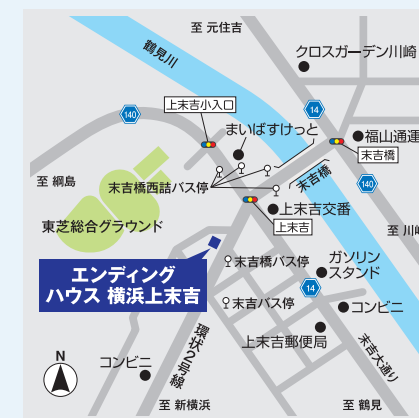 至 元住吉
鶴見川
クロスガーデン川崎
140
上末吉小入口
14
まいばすけっと
福山通運
末吉橋
至 綱島
末吉橋西詰バス停
末吉橋
140
東芝総合グラウンド
上末吉交番
上末吉
至 川崎
エンディング
ハウス 横浜上末吉
末吉橋バス停
ガソリン
スタンド
14
末吉バス停
コンビニ
環状2号線
上末吉郵便局
末吉大通り
N
コンビニ
至 新横浜
至 鶴見